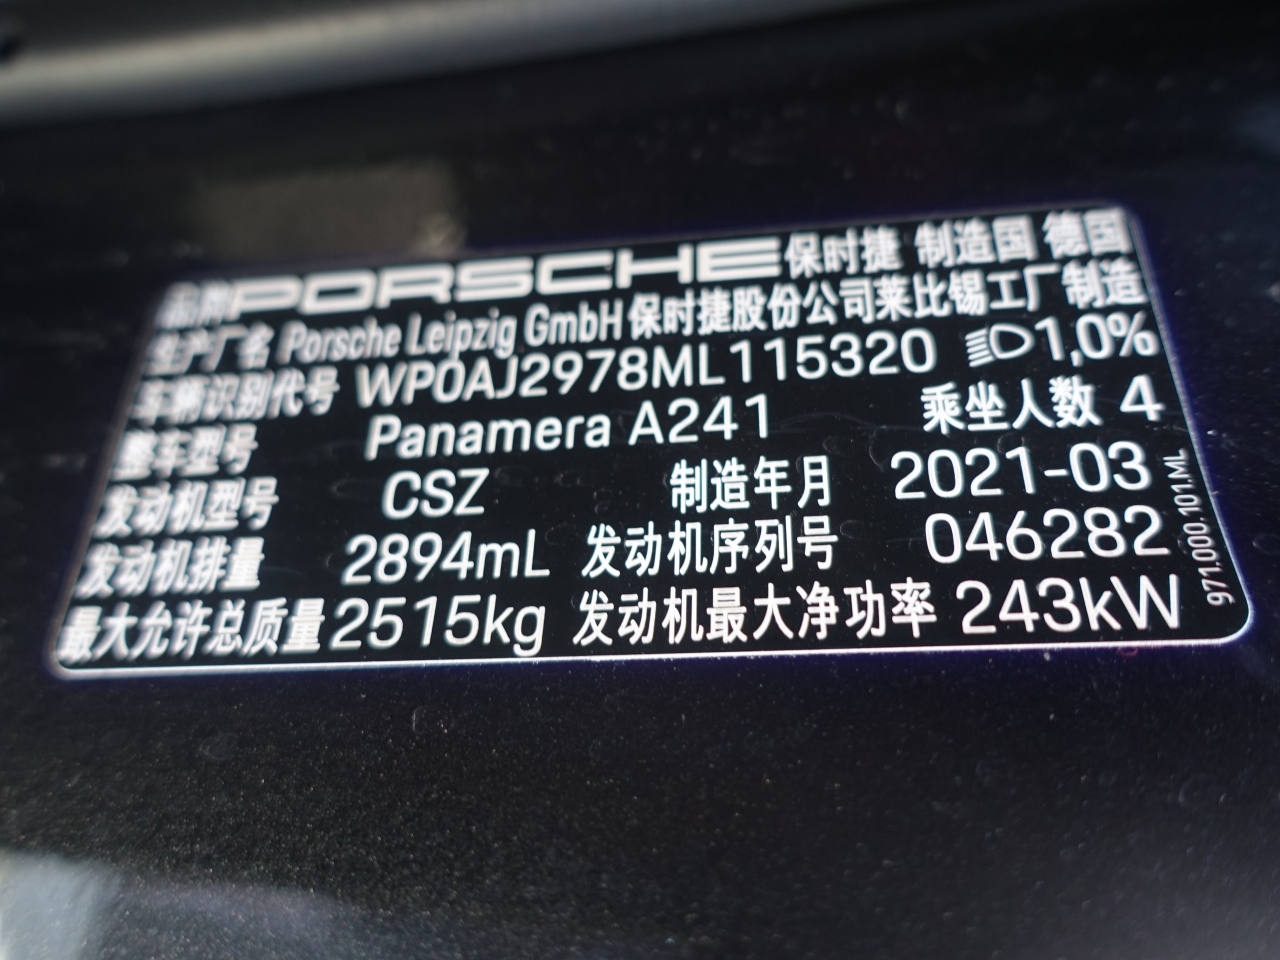 品牌 PORSCHE 保时捷 制造国 德国
生产厂名 Porsche Leipzig GmbH 保时捷股份公司莱比锡工厂制造
车辆识别代号 WP0AJ2978ML115320 1,0%
整车型号 Panamera A241 乘坐人数 4
发动机型号 CSZ 制造年月 2021-03
发动机排量 2894mL 发动机序列号 046282
最大允许总质量 2515kg 发动机最大净功率 243kW
971.000.101.ML